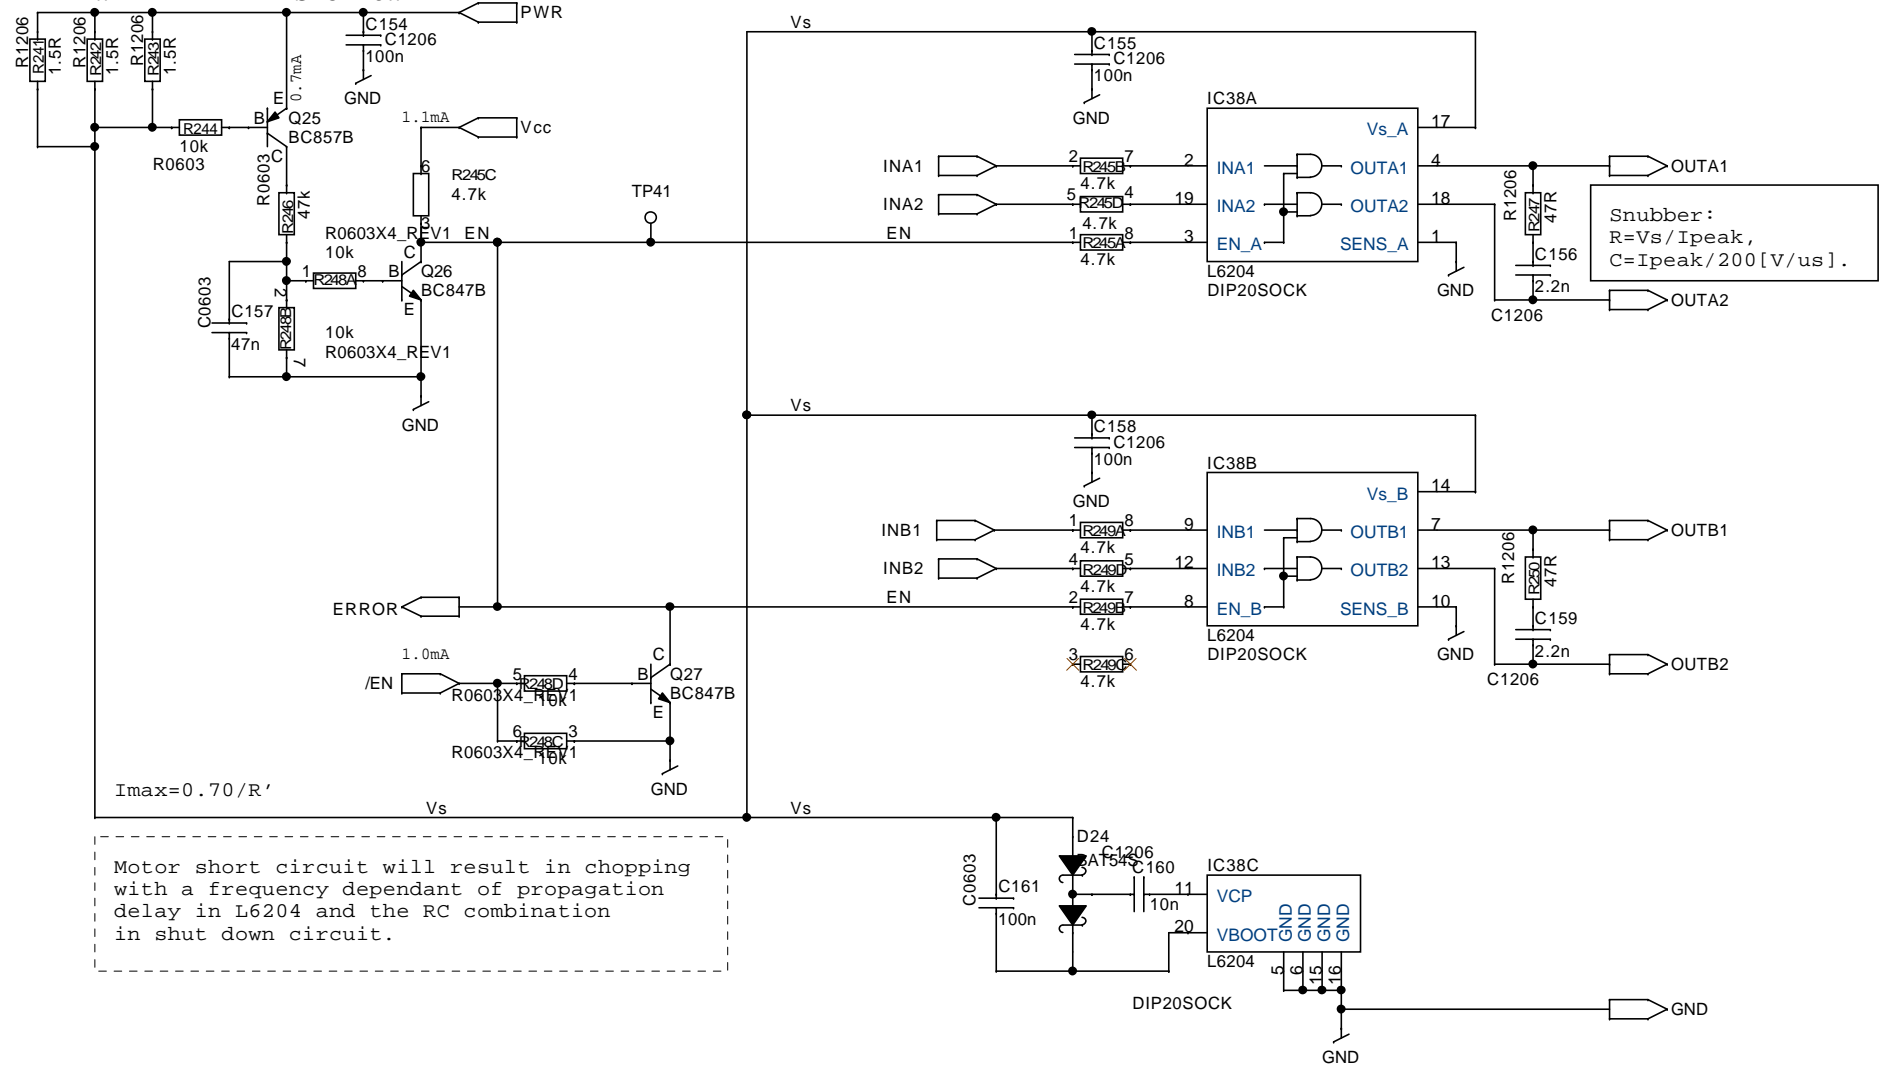 PWR
R1206
R241
1.5R
R1206
R242
1.5R
R1206
R243
1.5R
0.7mA
C154
C1206
100n
GND
E
B
C
Q25
BC857B
R244
10k
R0603
1.1mA
Vcc
6
R245C
4.7k
3
R0603
R246
47k
R0603X4_REV1
EN
10k
TP41
1
R248A
8
C
B
E
Q26
BC847B
C0603
C157
47n
2
R248B
7
10k
R0603X4_REV1
GND
Vs
C155
C1206
100n
GND
IC38A
Vs_A
17
INA1
2
R245B
7
4.7k
2
INA1
OUTA1
4
OUTA1
INA2
5
R245D
4
4.7k
19
INA2
OUTA2
18
EN
1
R245A
8
4.7k
3
EN_A
SENS_A
1
L6204
DIP20SOCK
GND
R1206
R247
47R
C156
2.2n
C1206
OUTA2
Snubber:
R=Vs/Ipeak,
C=Ipeak/200[V/us].
Vs
C158
C1206
100n
GND
IC38B
Vs_B
14
INB1
1
R249A
8
4.7k
9
INB1
OUTB1
7
OUTB1
INB2
4
R249D
5
4.7k
12
INB2
OUTB2
13
EN
2
R249B
7
4.7k
8
EN_B
SENS_B
10
L6204
DIP20SOCK
GND
3
R249C
6
4.7k
R1206
R250
47R
C159
2.2n
C1206
OUTB2
ERROR
1.0mA
/EN
5
R248D
4
R0603X4_REV1
10k
6
R248C
3
R0603X4_REV1
10k
C
B
E
Q27
BC847B
GND
Imax=0.70/R'
Vs
Vs
Motor short circuit will result in chopping
with a frequency dependant of propagation
delay in L6204 and the RC combination
in shut down circuit.
C0603
C161
100n
D24
BAT54S
C1206
C160
10n
IC38C
11
VCP
20
VBOOT
GND
GND
GND
GND
L6204
5
6
15
16
DIP20SOCK
GND
GND